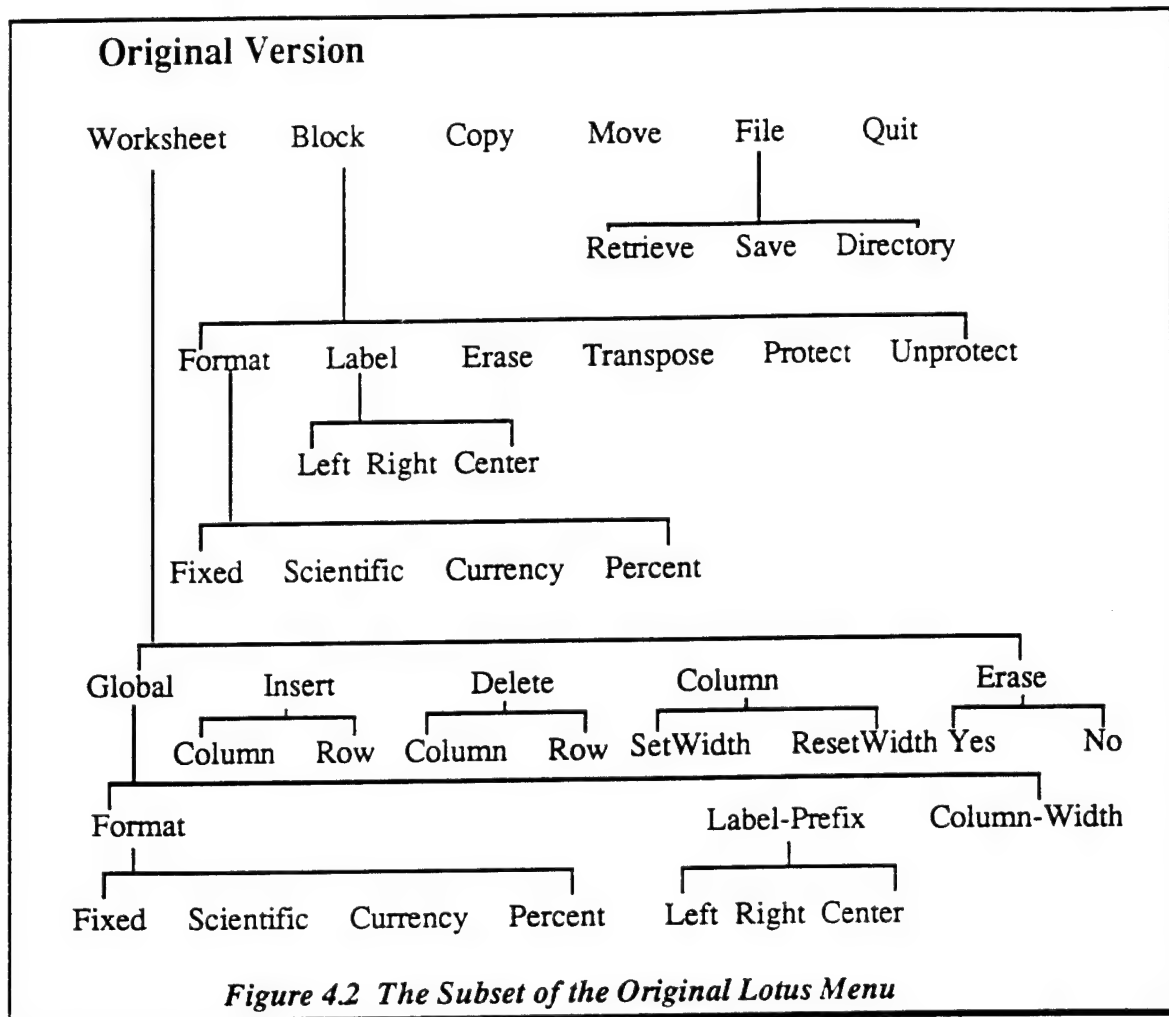 Original Version
Worksheet Block Copy Move File Quit
Retrieve Save Directory
Format Label Erase Transpose Protect Unprotect
Left Right Center
Fixed Scientific Currency Percent
Global Insert Delete Column Erase
Column Row Column Row SetWidth ResetWidth Yes No
Format Label-Prefix Column-Width
Fixed Scientific Currency Percent Left Right Center
Figure 4.2 The Subset of the Original Lotus Menu